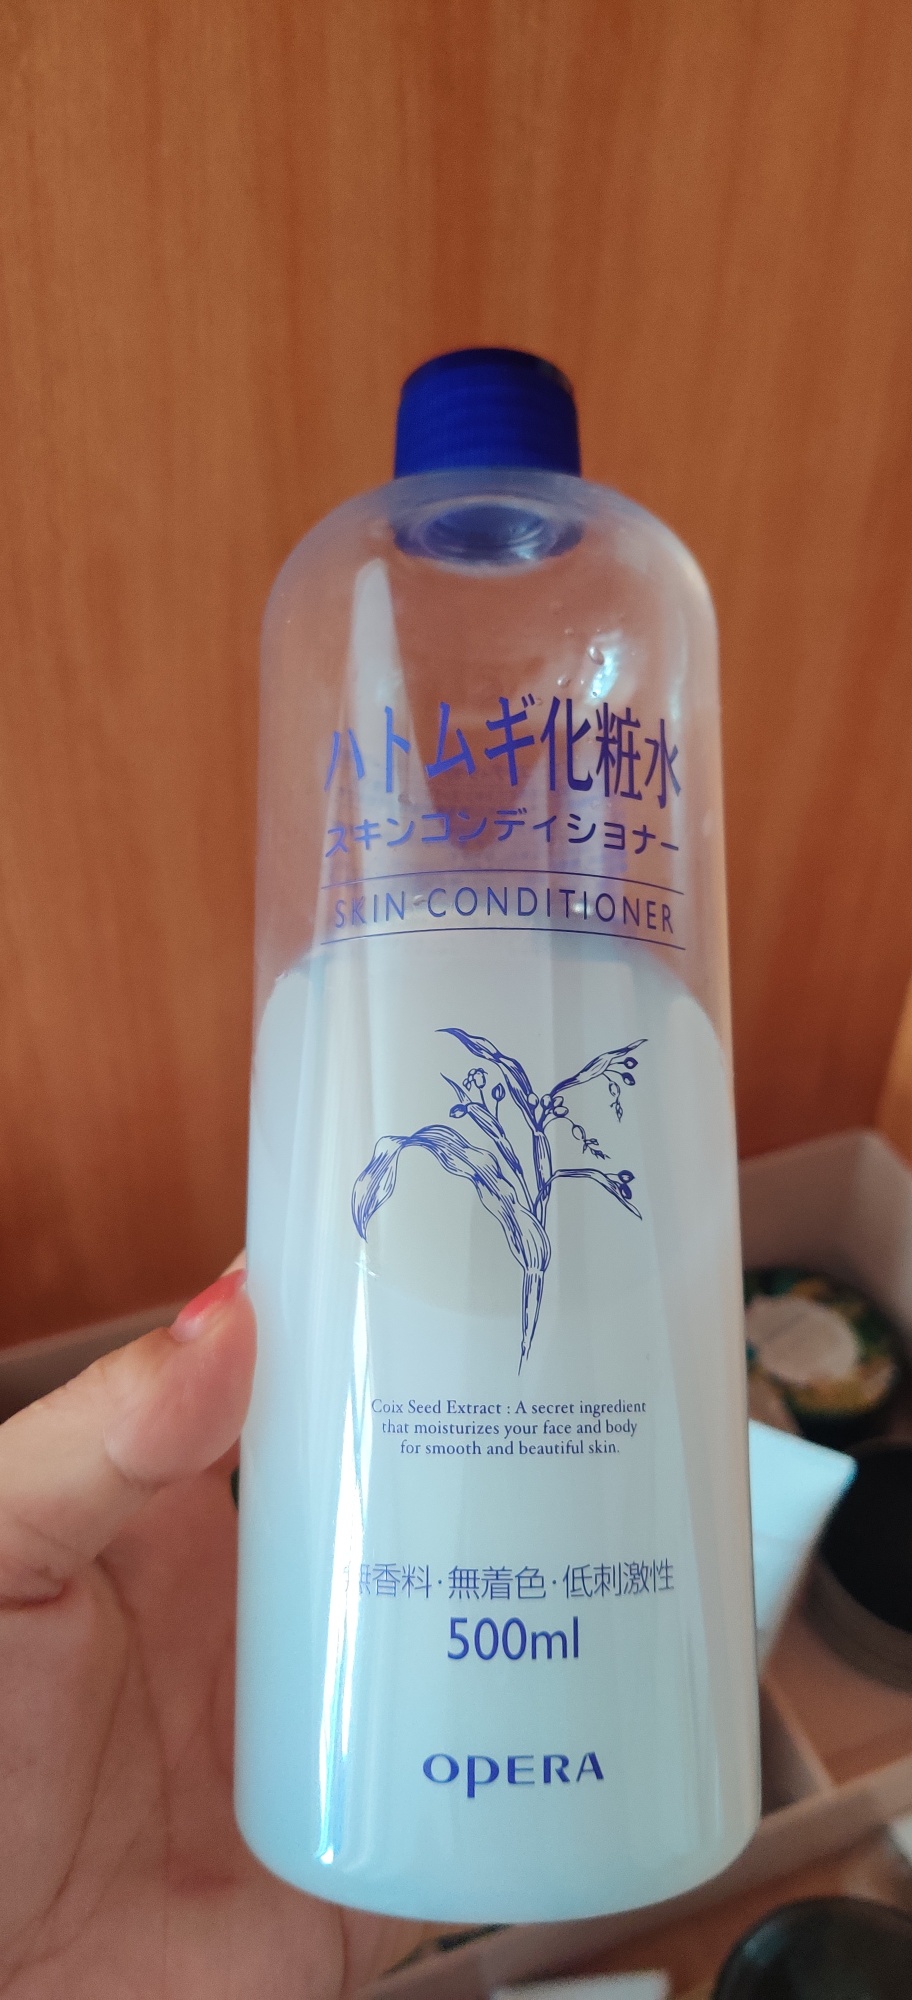 ハトムギ化粧水
スキンコンディショナー
SKIN CONDITIONER
Coix Seed Extract : A secret ingredient
that moisturizes your face and body
for smooth and beautiful skin.
無香料·無着色·低刺激性
500ml
OPERA